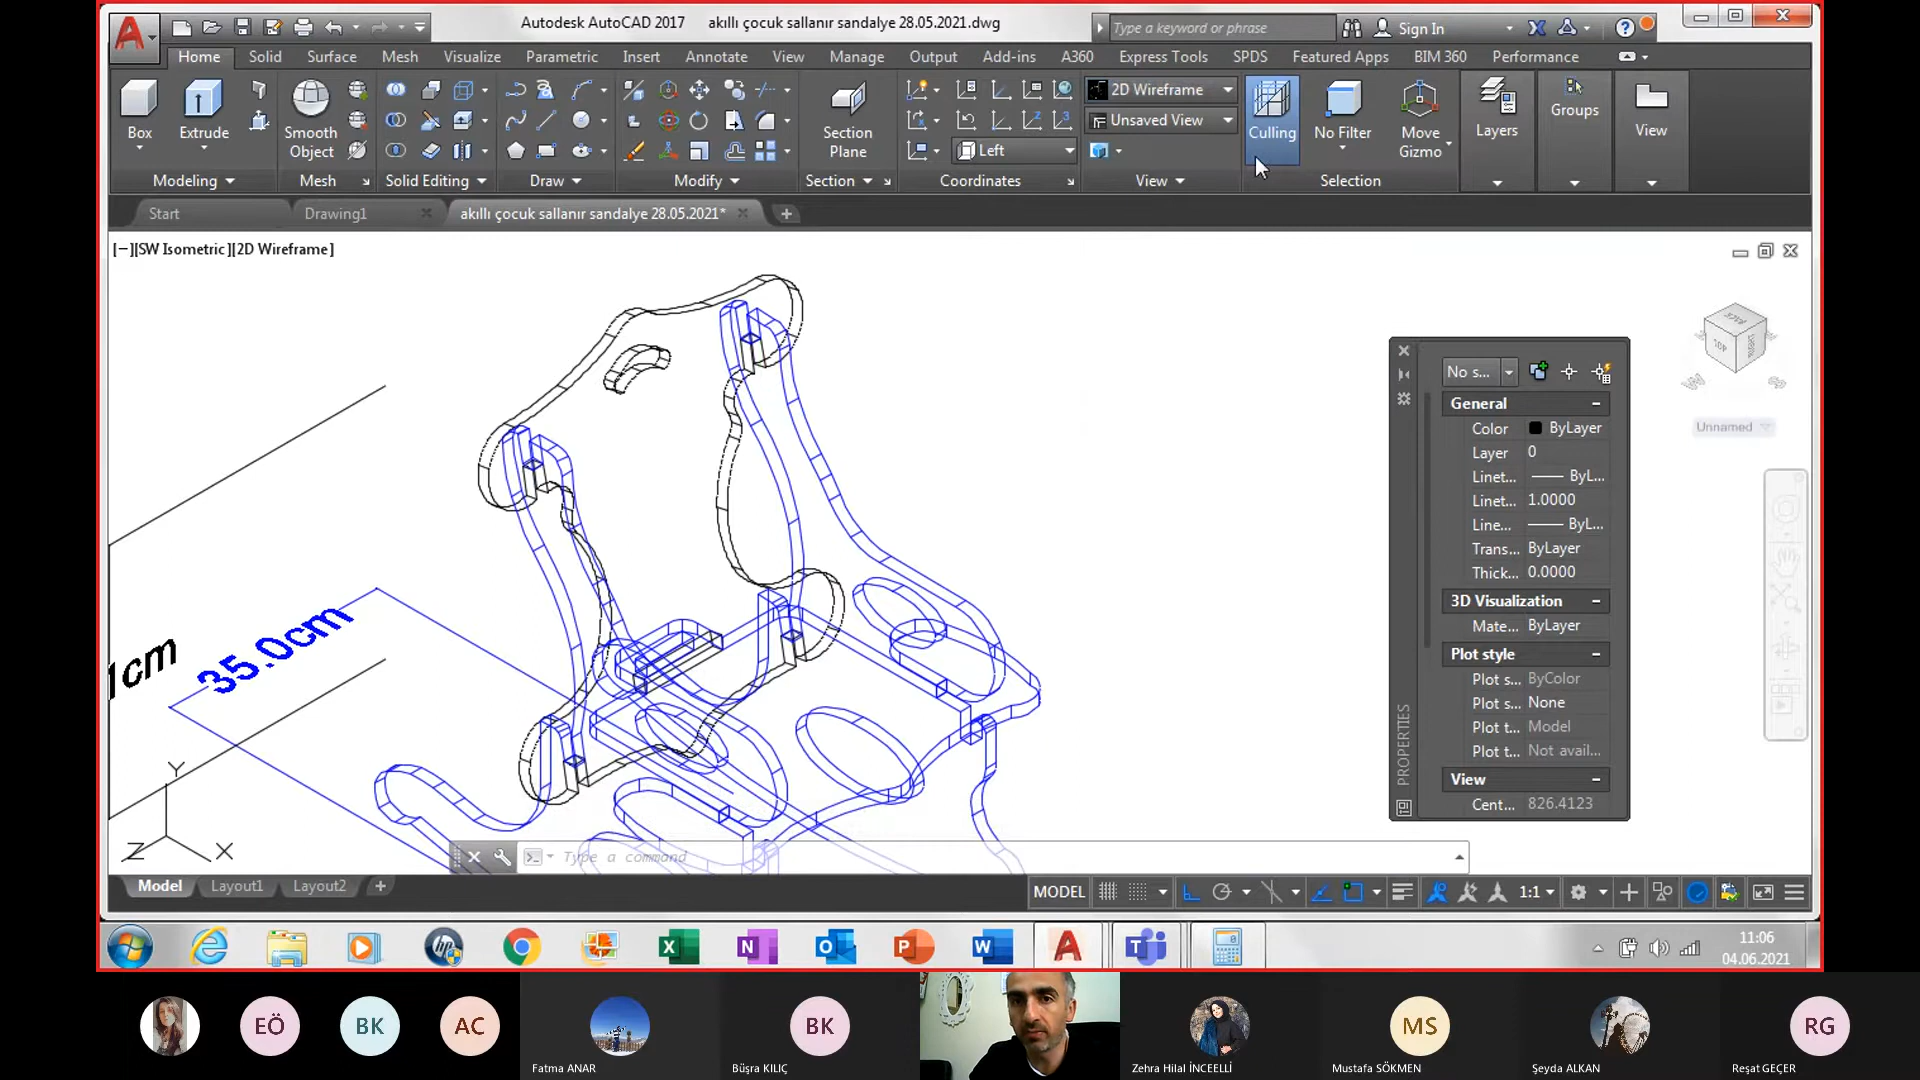 Autodesk AutoCAD 2017 akıllı çocuk sallanır sandalye 28.05.2021.dwg
Type a keyword or phrase
Sign In
Home Solid Surface Mesh Visualize Parametric Insert Annotate View Manage Output Add-ins A360 Express Tools SPDS Featured Apps BIM 360 Performance
2D Wireframe
Unsaved View
Left
Box
Extrude
Smooth
Object
Section
Plane
Culling
No Filter
Move
Gizmo
Layers
Groups
View
Modeling
Mesh
Solid Editing
Draw
Modify
Section
Coordinates
View
Selection
Start
Drawing1
akıllı çocuk sallanır sandalye 28.05.2021*
[−][SW Isometric][2D Wireframe]
TOP
RIGHT
W
S
Unnamed
1cm
35.0cm
Y
Z
X
No s...
General
Color ByLayer
Layer 0
Linet... ByL...
Linet... 1.0000
Line... ByL...
Trans... ByLayer
Thick... 0.0000
3D Visualization
Mate... ByLayer
Plot style
Plot s... ByColor
Plot s... None
Plot t... Model
Plot t... Not avail...
View
Cent... 826.4123
PROPERTIES
Type a command
Model Layout1 Layout2
MODEL
1:1
11:06
04.06.2021
EÖ
BK
AC
BK
MS
RG
Fatma ANAR
Büşra KILIÇ
Zehra Hilal İNCEELLİ
Mustafa SÖKMEN
Şeyda ALKAN
Reşat GEÇER